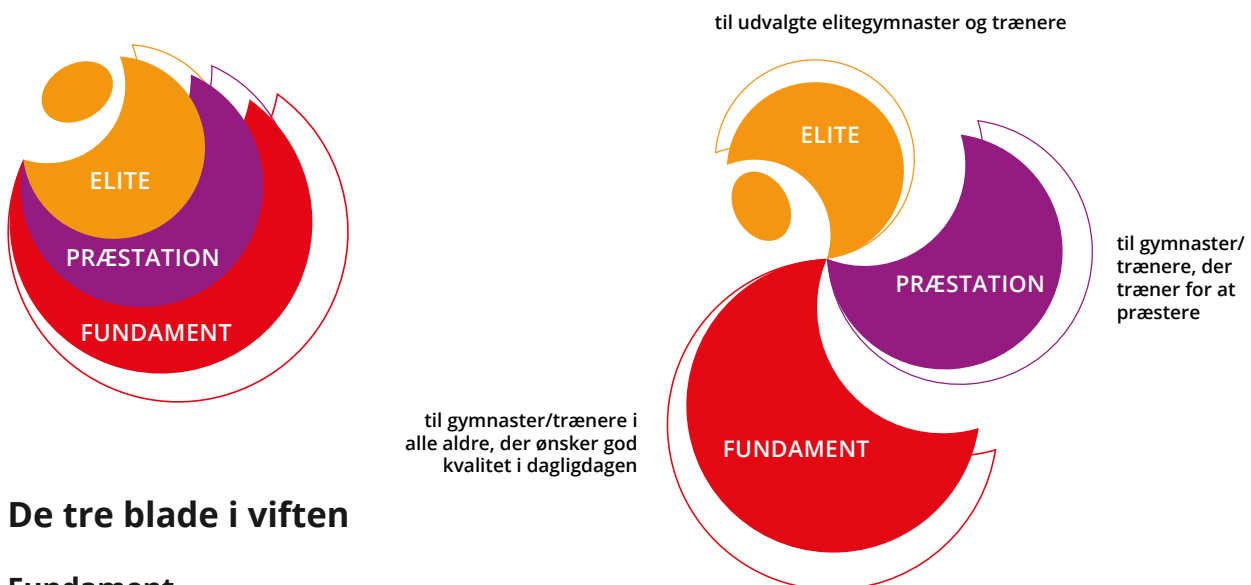 til udvalgte elitegymnaster og trænere
ELITE
PRÆSTATION
FUNDAMENT
ELITE
PRÆSTATION
til gymnaster/
trænere, der
træner for at
præstere
til gymnaster/trænere i
alle aldre, der ønsker god
kvalitet i dagligdagen
FUNDAMENT
De tre blade i viften
Fundament